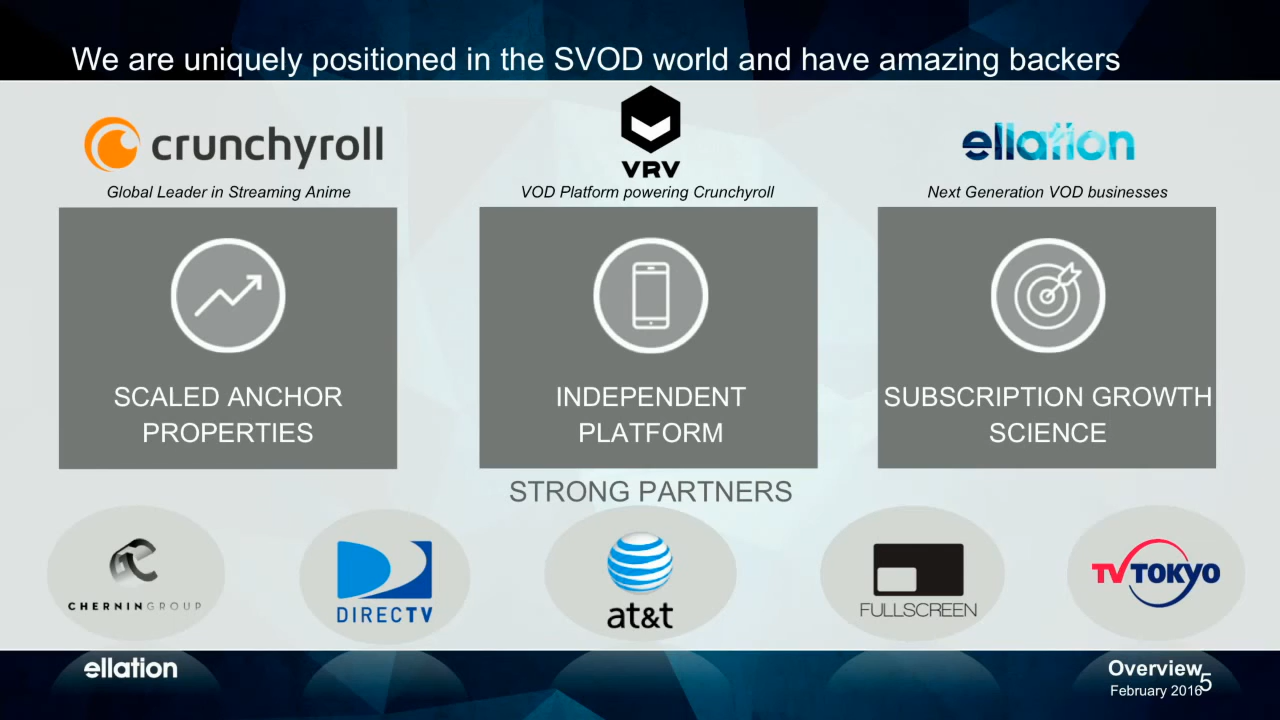 We are uniquely positioned in the SVOD world and have amazing backers
crunchyroll
VRV
ellation
Global Leader in Streaming Anime
VOD Platform powering Crunchyroll
Next Generation VOD businesses
SCALED ANCHOR
PROPERTIES
INDEPENDENT
PLATFORM
SUBSCRIPTION GROWTH
SCIENCE
STRONG PARTNERS
CHERNINGROUP
DIRECTV
at&t
FULLSCREEN
TV TOKYO
ellation
Overview
February 2016
5